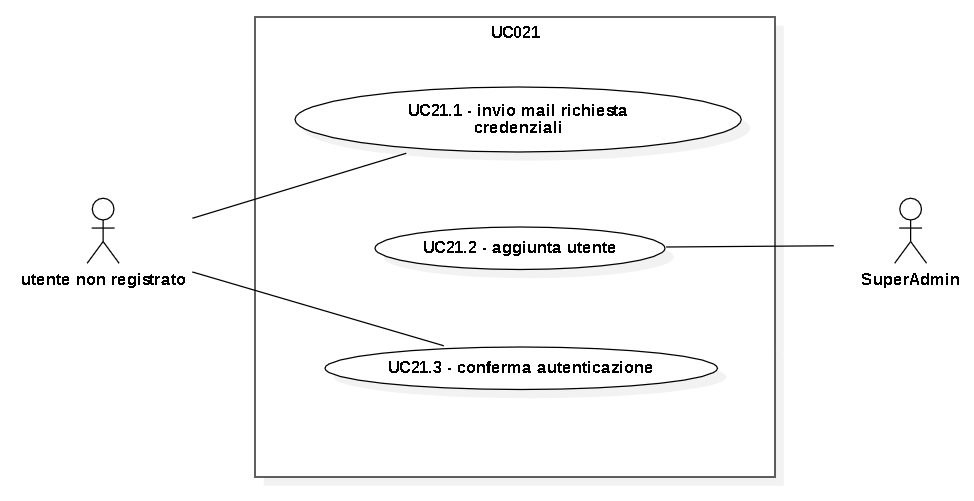 UC021
UC21.1 - invio mail richiesta
credenziali
UC21.2 - aggiunta utente
utente non registrato
SuperAdmin
UC21.3 - conferma autenticazione